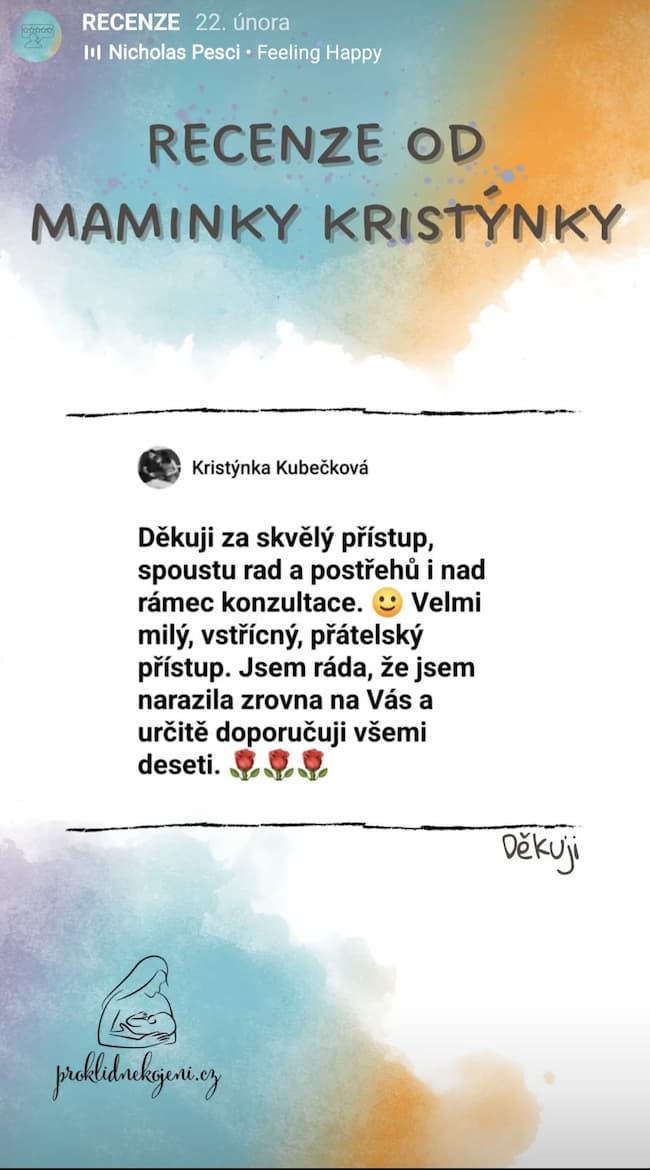 RECENZE 22. února
Nicholas Pesci • Feeling Happy
RECENZE OD
MAMINKY KRISTÝNKY
Kristýnka Kubečková
Děkuji za skvělý přístup,
spoustu rad a postřehů i nad
rámec konzultace. 🙂 Velmi
milý, vstřícný, přátelský
přístup. Jsem ráda, že jsem
narazila zrovna na Vás a
určitě doporučuji všemi
deseti. 🌹🌹🌹
Děkuji
proklidnekojeni.cz